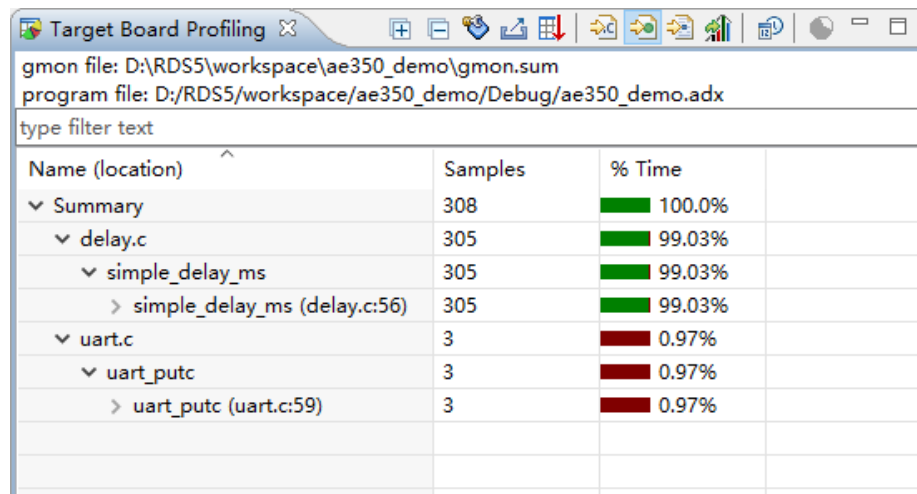 Target Board Profiling
gmon file: D:\RDS5\workspace\ae350_demo\gmon.sum
program file: D:/RDS5/workspace/ae350_demo/Debug/ae350_demo.adx
type filter text
Name (location) Samples % Time
Summary 308 100.0%
delay.c 305 99.03%
simple_delay_ms 305 99.03%
simple_delay_ms (delay.c:56) 305 99.03%
uart.c 3 0.97%
uart_putc 3 0.97%
uart_putc (uart.c:59) 3 0.97%